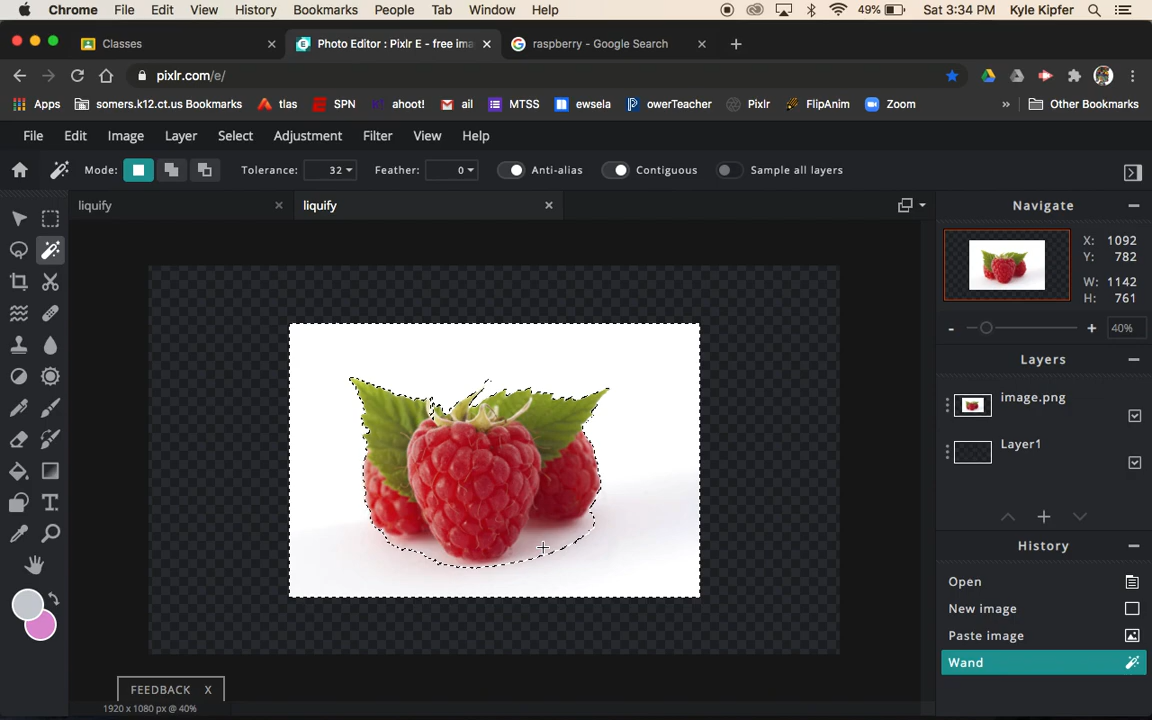 Chrome File Edit View History Bookmarks People Tab Window Help 49% Sat 3:34 PM Kyle Kipfer
Classes Photo Editor : Pixlr E - free ima raspberry - Google Search
pixlr.com/e/
Apps somers.k12.ct.us Bookmarks tlas SPN ahoot! ail MTSS ewsela owerTeacher Pixlr FlipAnim Zoom » Other Bookmarks
File Edit Image Layer Select Adjustment Filter View Help
Mode: Tolerance: 32 Feather: 0 Anti-alias Contiguous Sample all layers
liquify liquify
Navigate
X: 1092
Y: 782
W: 1142
H: 761
- + 40%
Layers
image.png
Layer1
History
Open
New image
Paste image
Wand
FEEDBACK X
1920 x 1080 px @ 40%